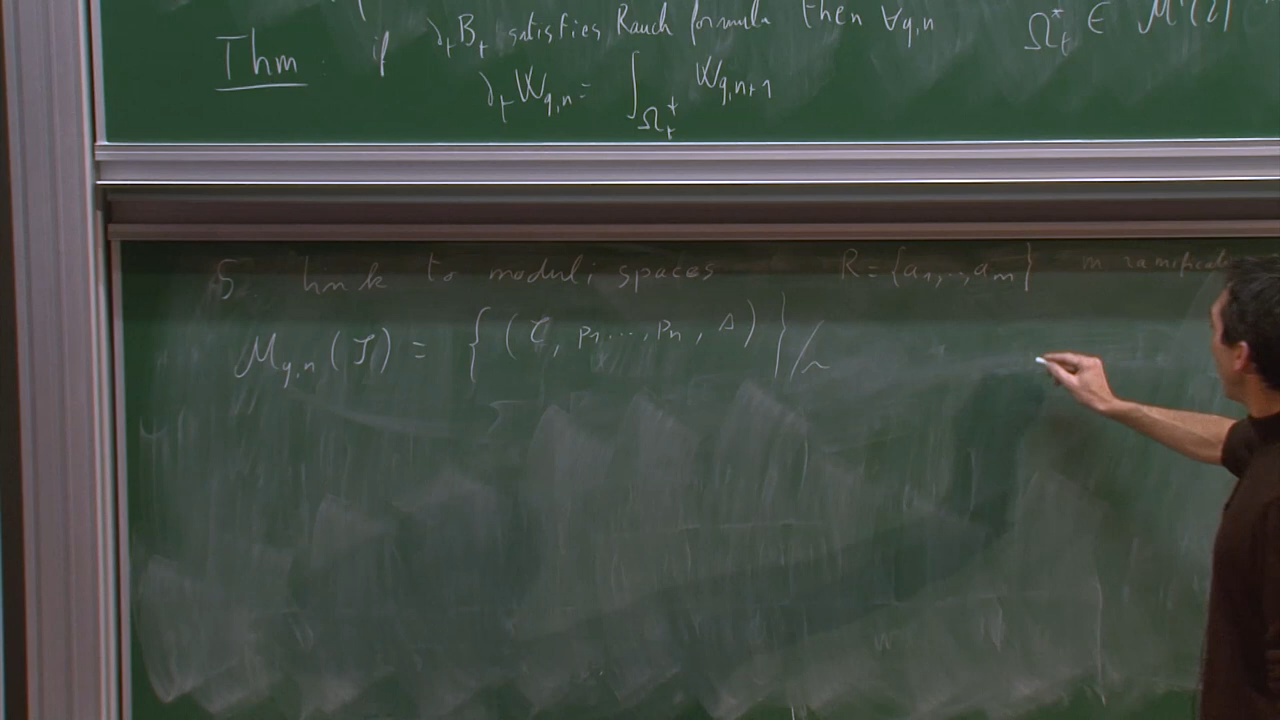 Thm : if ∂_t B_t satisfies Rauch formula then ∀g,n Ω_t^* ∈ M¹(Σ)
∂_t W_{g,n} = ∫_{Ω_t^*} W_{g,n+1}
5. Link to moduli spaces R = {a_1,..,a_m} m ramificat
M_{g,n}(J) = { (C, p_1,...,p_n, s) } / ~